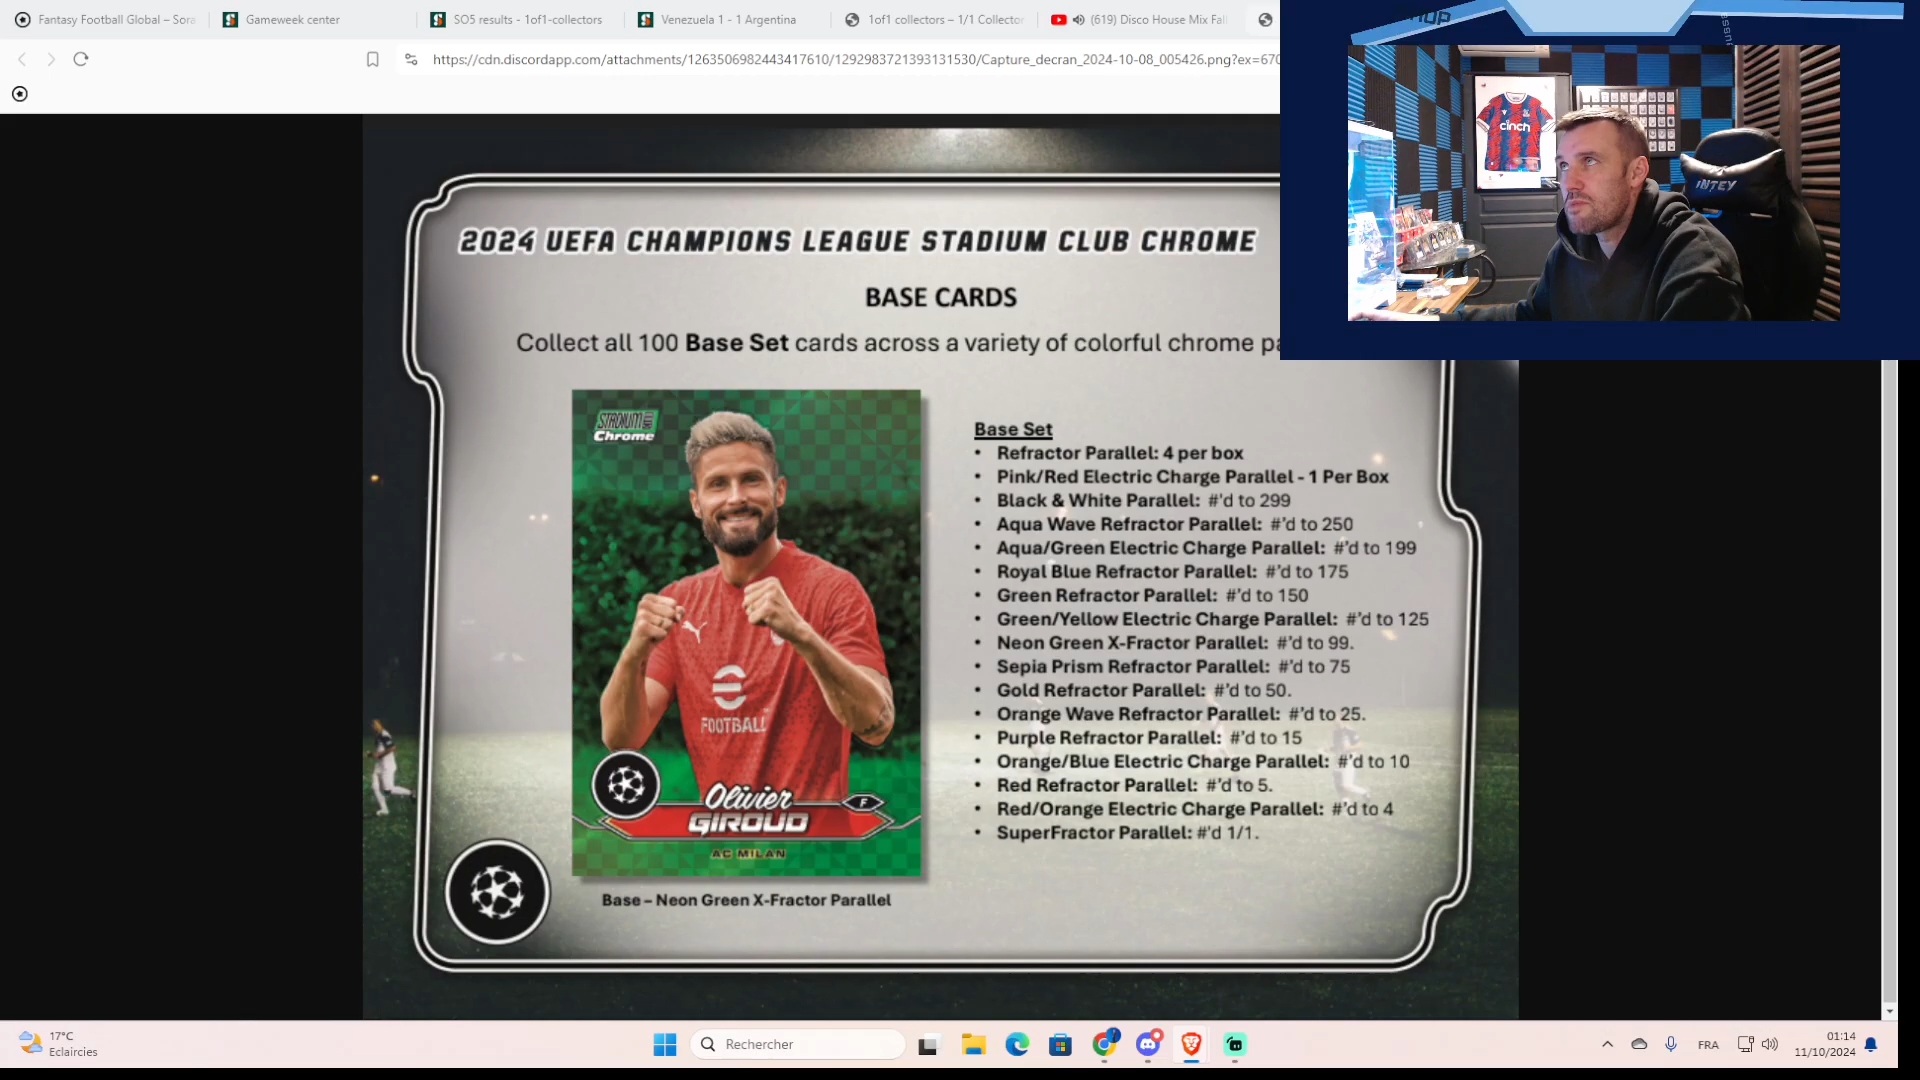 Fantasy Football Global – Sora
Gameweek center
SO5 results - 1of1-collectors
Venezuela 1 - 1 Argentina
1of1 collectors – 1/1 Collector
(619) Disco House Mix Fall
https://cdn.discordapp.com/attachments/1263506982443417610/1292983721393131530/Capture_decran_2024-10-08_005426.png?ex=670
cinch
INTEY
2024 UEFA CHAMPIONS LEAGUE STADIUM CLUB CHROME
BASE CARDS
Collect all 100 Base Set cards across a variety of colorful chrome pa
STADIUM CLUB
Chrome
FOOTBALL
Olivier
GIROUD
F
AC MILAN
Base – Neon Green X-Fractor Parallel
Base Set
• Refractor Parallel: 4 per box
• Pink/Red Electric Charge Parallel - 1 Per Box
• Black & White Parallel: #'d to 299
• Aqua Wave Refractor Parallel: #'d to 250
• Aqua/Green Electric Charge Parallel: #'d to 199
• Royal Blue Refractor Parallel: #'d to 175
• Green Refractor Parallel: #'d to 150
• Green/Yellow Electric Charge Parallel: #'d to 125
• Neon Green X-Fractor Parallel: #'d to 99.
• Sepia Prism Refractor Parallel: #'d to 75
• Gold Refractor Parallel: #'d to 50.
• Orange Wave Refractor Parallel: #'d to 25.
• Purple Refractor Parallel: #'d to 15
• Orange/Blue Electric Charge Parallel: #'d to 10
• Red Refractor Parallel: #'d to 5.
• Red/Orange Electric Charge Parallel: #'d to 4
• SuperFractor Parallel: #'d 1/1.
17°C
Eclaircies
Rechercher
FRA
01:14
11/10/2024